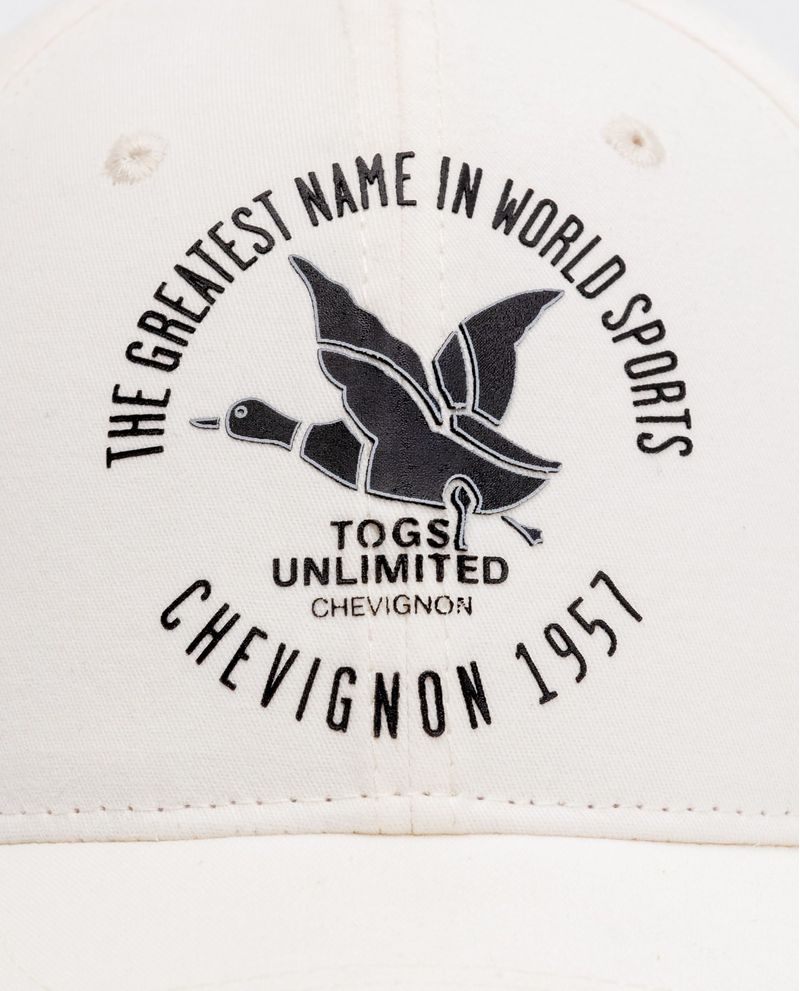 THE GREATEST NAME IN WORLD SPORTS
TOGS
UNLIMITED
CHEVIGNON
CHEVIGNON 1957